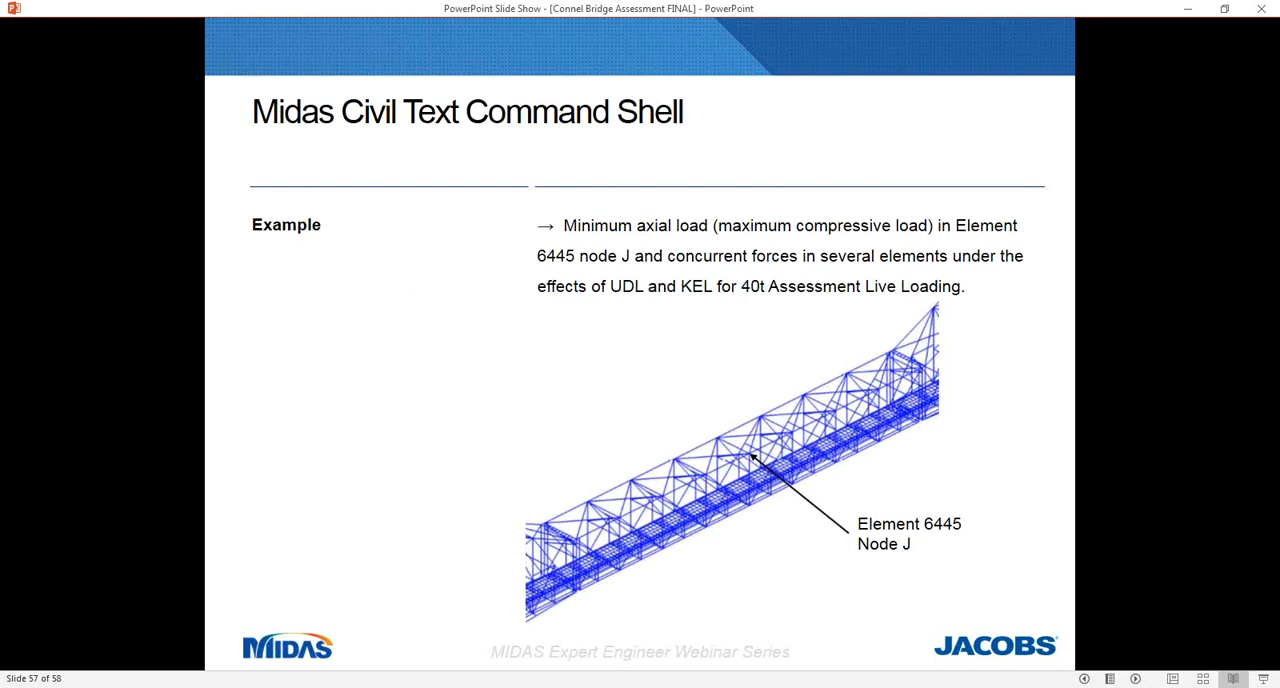 PowerPoint Slide Show - [Connel Bridge Assessment FINAL] - PowerPoint
Midas Civil Text Command Shell
Example
→ Minimum axial load (maximum compressive load) in Element
6445 node J and concurrent forces in several elements under the
effects of UDL and KEL for 40t Assessment Live Loading.
Element 6445
Node J
MIDAS
MIDAS Expert Engineer Webinar Series
JACOBS
Slide 57 of 58